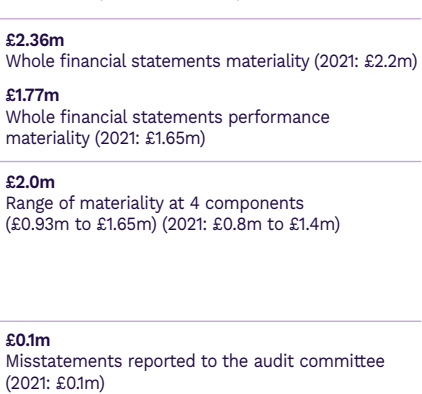 £2.36m
Whole financial statements materiality (2021: £2.2m)
£1.77m
Whole financial statements performance
materiality (2021: £1.65m)
£2.0m
Range of materiality at 4 components
(£0.93m to £1.65m) (2021: £0.8m to £1.4m)
£0.1m
Misstatements reported to the audit committee
(2021: £0.1m)